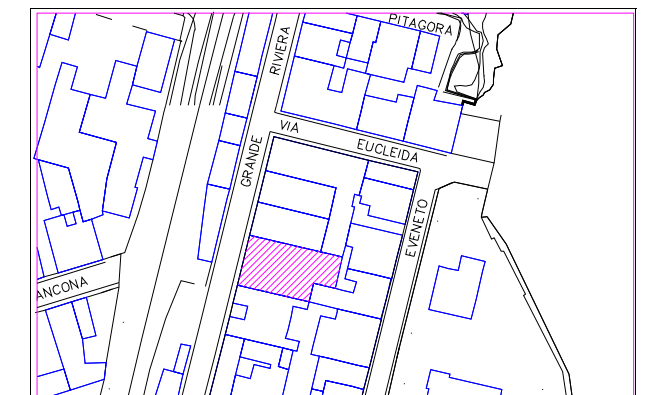 PITAGORA
RIVIERA
VIA
EUCLEIDA
GRANDE
EVENETO
ANCONA